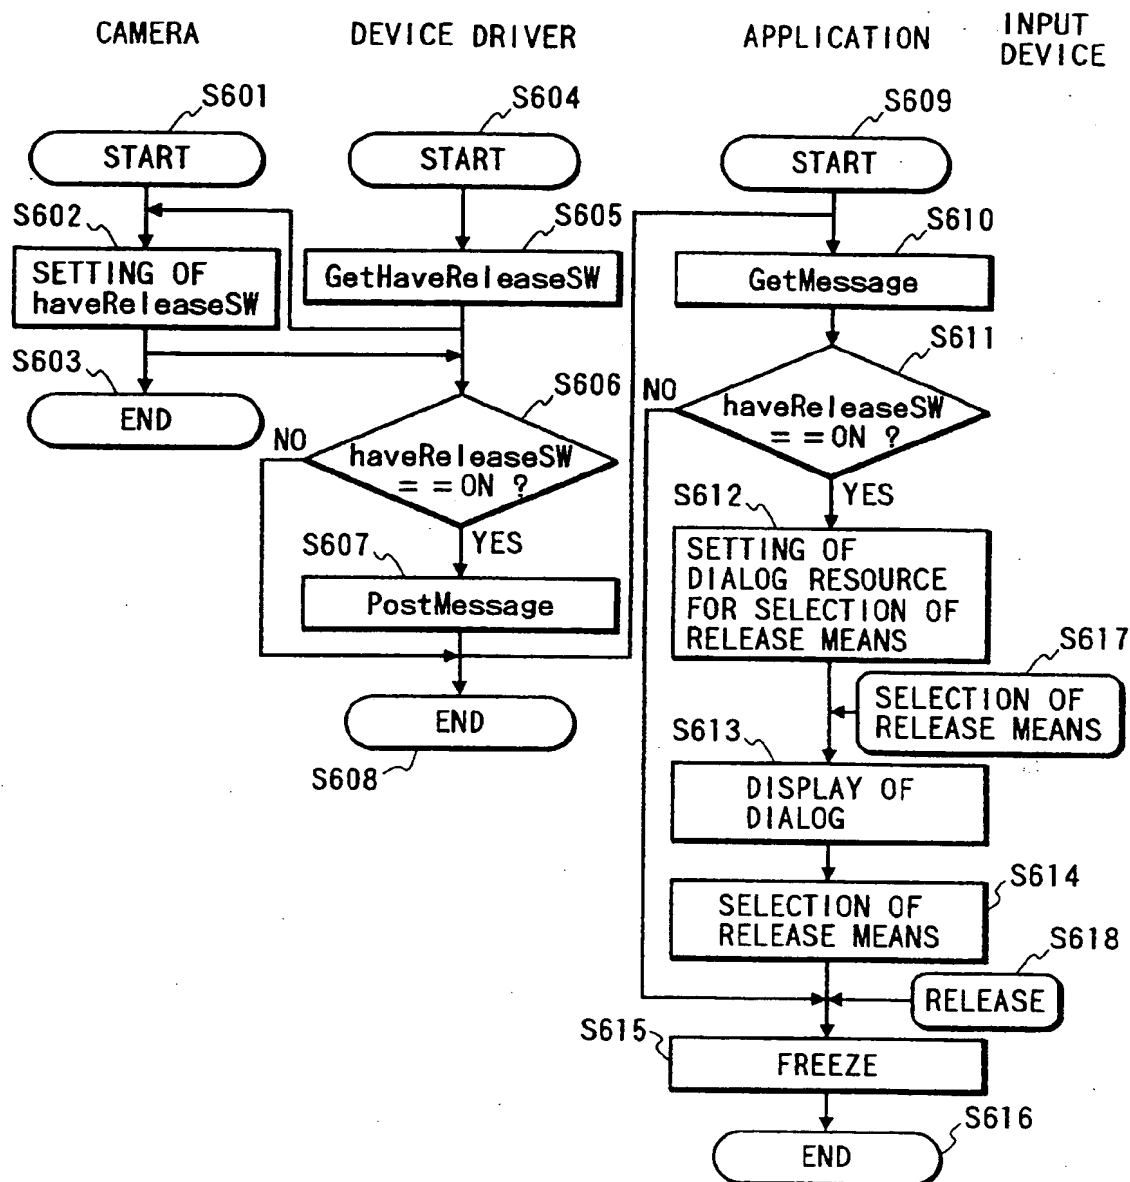 CAMERA
DEVICE DRIVER
APPLICATION
INPUT
DEVICE
S601
START
S602
SETTING OF
haveReleaseSW
S603
END
S604
START
S605
GetHaveReleaseSW
S606
NO
haveReleaseSW
==ON ?
YES
S607
PostMessage
END
S608
S609
START
S610
GetMessage
S611
NO
haveReleaseSW
==ON ?
YES
S612
SETTING OF
DIALOG RESOURCE
FOR SELECTION OF
RELEASE MEANS
S617
SELECTION OF
RELEASE MEANS
S613
DISPLAY OF
DIALOG
S614
SELECTION OF
RELEASE MEANS
S618
RELEASE
S615
FREEZE
S616
END